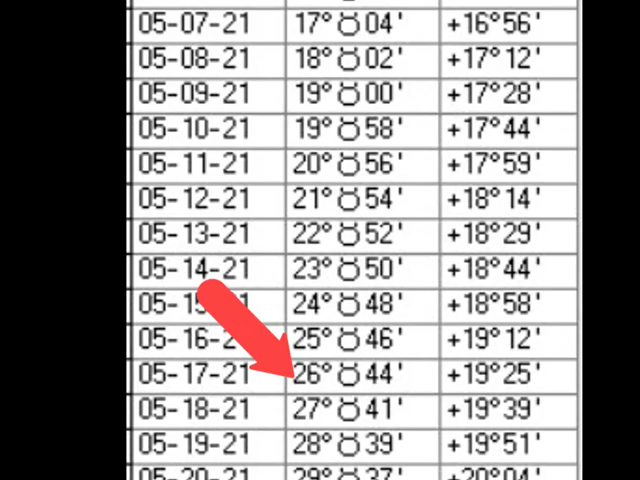 05-07-21 17°♉04' +16°56'
05-08-21 18°♉02' +17°12'
05-09-21 19°♉00' +17°28'
05-10-21 19°♉58' +17°44'
05-11-21 20°♉56' +17°59'
05-12-21 21°♉54' +18°14'
05-13-21 22°♉52' +18°29'
05-14-21 23°♉50' +18°44'
05-15-21 24°♉48' +18°58'
05-16-21 25°♉46' +19°12'
05-17-21 26°♉44' +19°25'
05-18-21 27°♉41' +19°39'
05-19-21 28°♉39' +19°51'
05-20-21 29°♉37' +20°04'